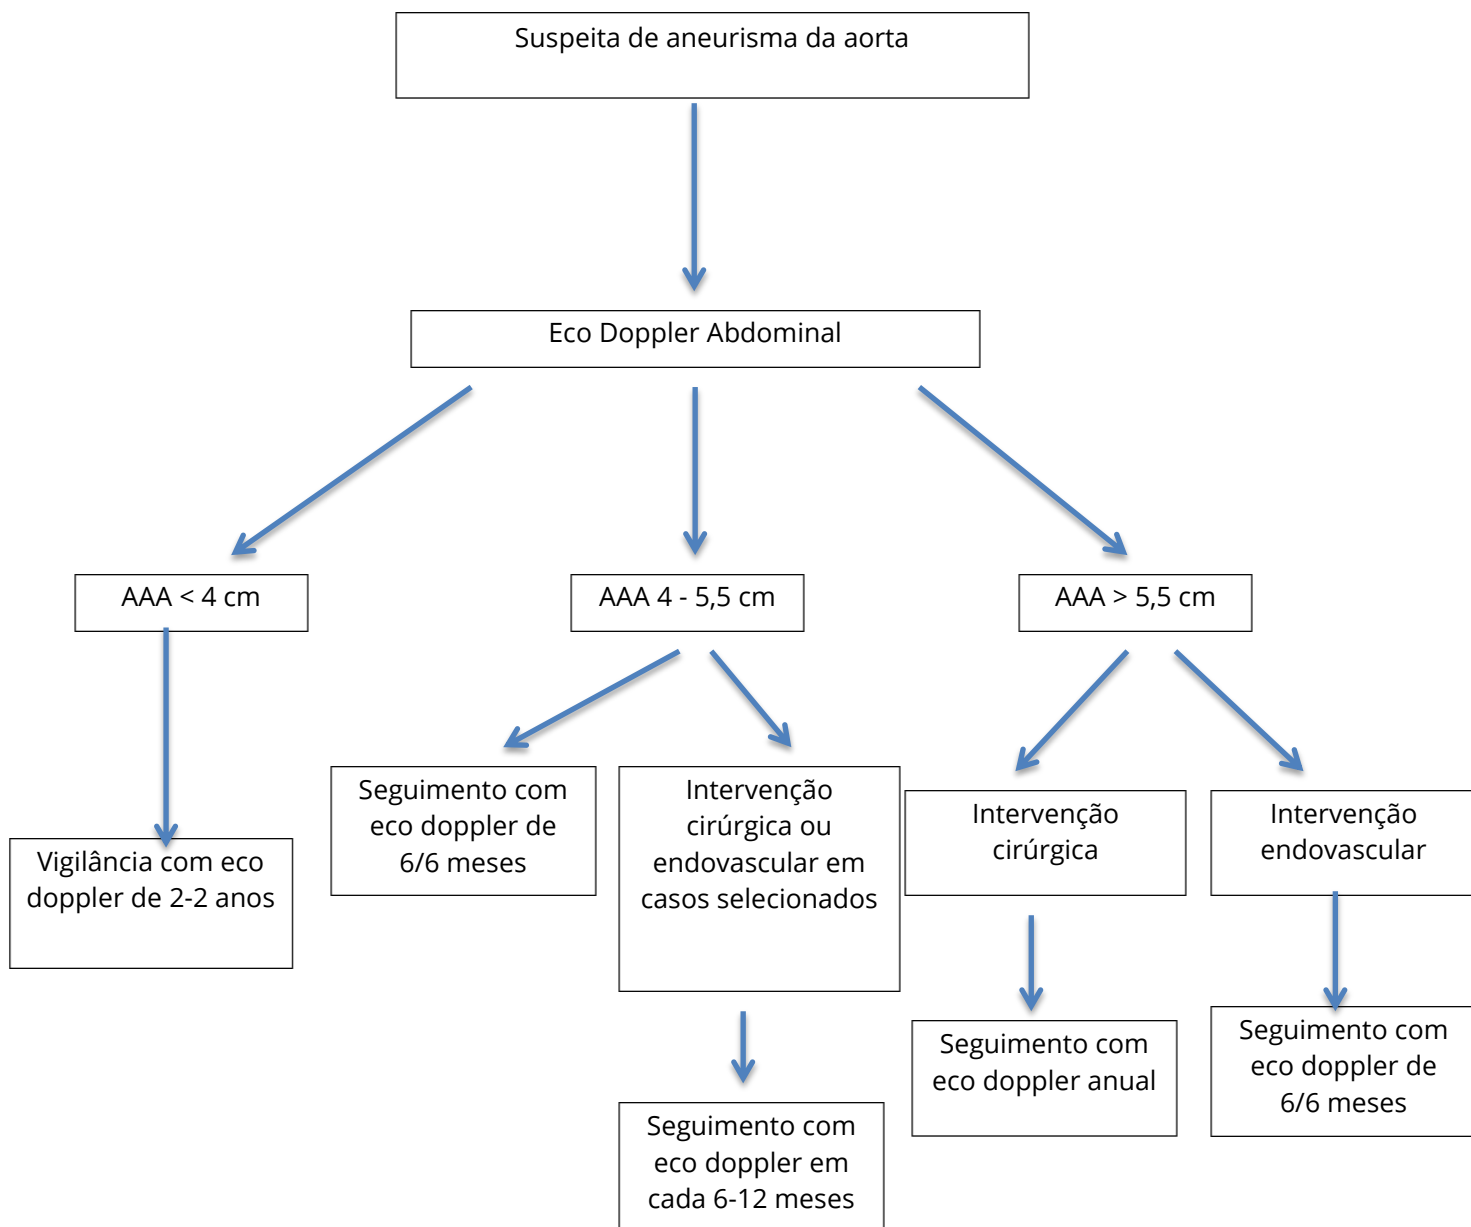 Suspeita de aneurisma da aorta
Eco Doppler Abdominal
AAA < 4 cm
AAA 4 - 5,5 cm
AAA > 5,5 cm
Vigilância com eco
doppler de 2-2 anos
Seguimento com
eco doppler de
6/6 meses
Intervenção
cirúrgica ou
endovascular em
casos selecionados
Intervenção
cirúrgica
Intervenção
endovascular
Seguimento com
eco doppler em
cada 6-12 meses
Seguimento com
eco doppler anual
Seguimento com
eco doppler de
6/6 meses